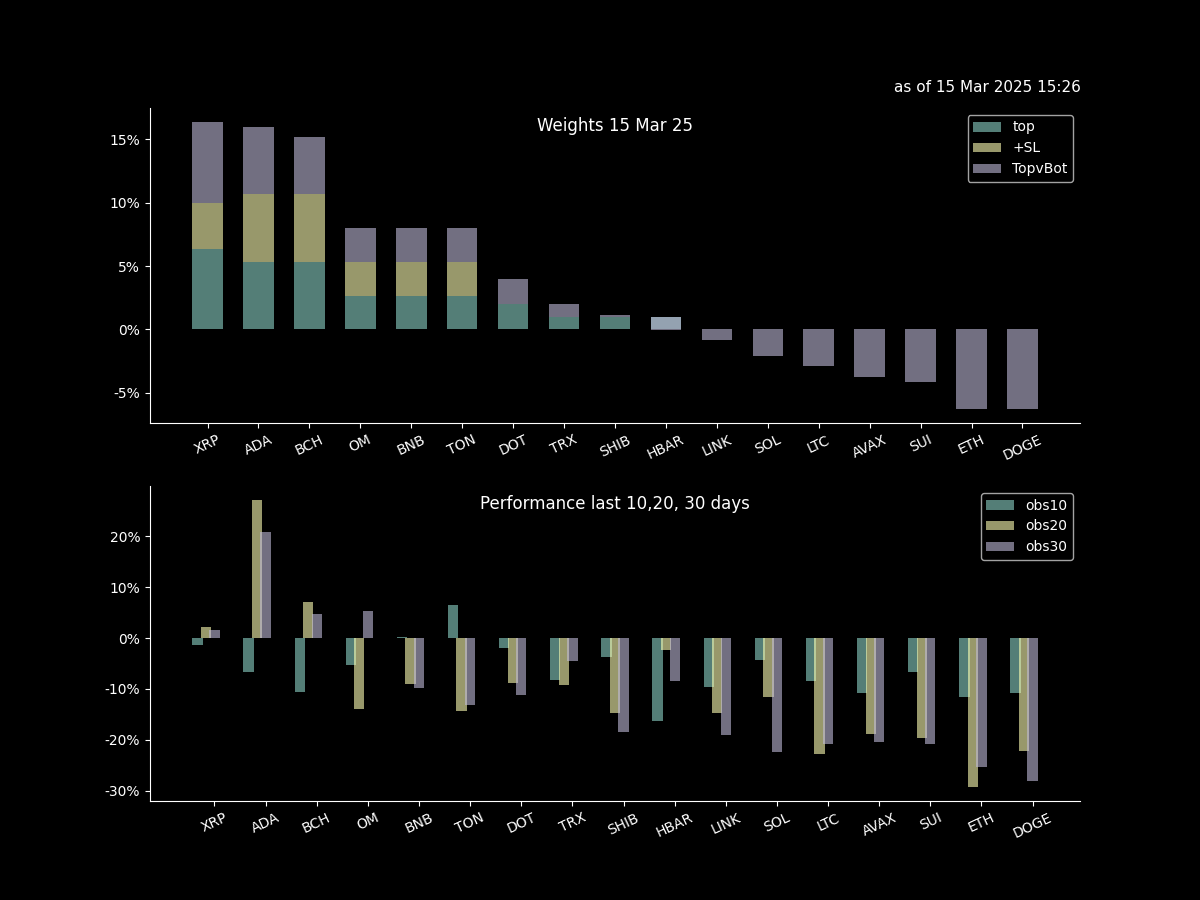 as of 15 Mar 2025 15:26
Weights 15 Mar 25
top
+SL
TopvBot
15%
10%
5%
0%
-5%
XRP ADA BCH OM BNB TON DOT TRX SHIB HBAR LINK SOL LTC AVAX SUI ETH DOGE
Performance last 10,20, 30 days
obs10
obs20
obs30
20%
10%
0%
-10%
-20%
-30%
XRP ADA BCH OM BNB TON DOT TRX SHIB HBAR LINK SOL LTC AVAX SUI ETH DOGE